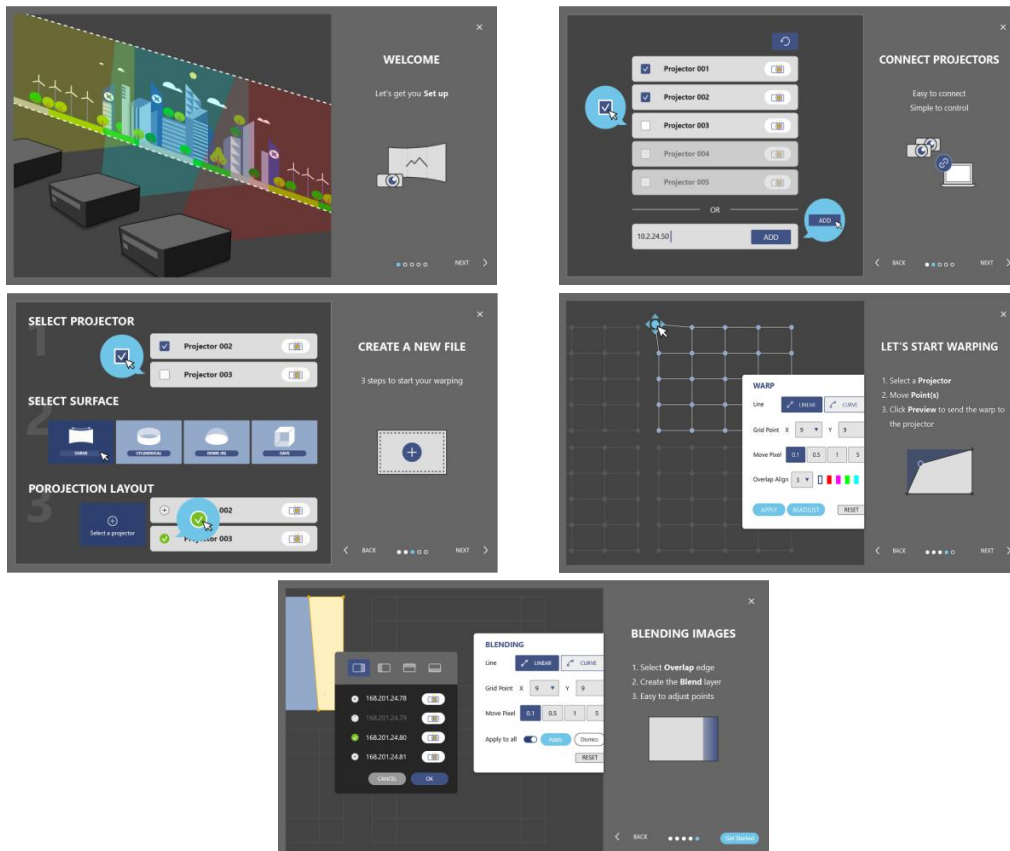 WELCOME
Let's get you Set up
NEXT
Projector 001
Projector 002
Projector 003
Projector 004
Projector 005
OR
10.2.24.50
ADD
ADD
CONNECT PROJECTORS
Easy to connect
Simple to control
BACK
NEXT
1
SELECT PROJECTOR
Projector 002
Projector 003
2
SELECT SURFACE
CYLINDRICAL
CAVE
3
POROJECTION LAYOUT
Select a projector
002
Projector 003
CREATE A NEW FILE
3 steps to start your warping
BACK
NEXT
WARP
Line LINEAR CURVE
Grid Point X 9 Y 9
Move Pixel 0.1 0.5 1 5
Overlap Align 3
APPLY READJUST RESET
LET'S START WARPING
1. Select a Projector
2. Move Point(s)
3. Click Preview to send the warp to
the projector
BACK
NEXT
168.201.24.78
168.201.24.79
168.201.24.80
168.201.24.81
CANCEL OK
BLENDING
Line LINEAR CURVE
Grid Point X 9 Y 9
Move Pixel 0.1 0.5 1 5
Apply to all Apply Dismiss
RESET
BLENDING IMAGES
1. Select Overlap edge
2. Create the Blend layer
3. Easy to adjust points
BACK
Get Started